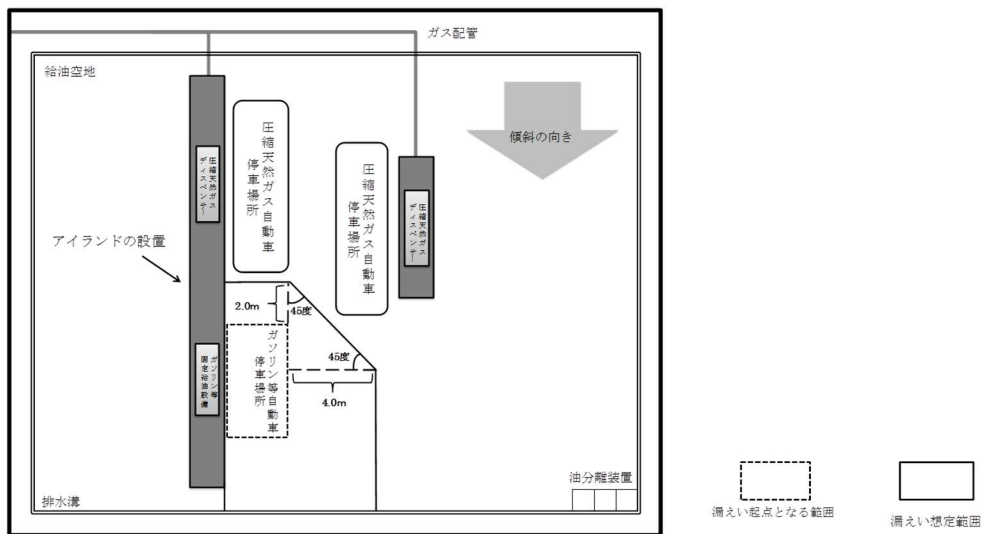 ガス配管
給油空地
傾斜の向き
圧縮天然ガス
ディスペンサー
圧縮天然ガス自動車
停車場所
圧縮天然ガス自動車
停車場所
圧縮天然ガス
ディスペンサー
アイランドの設置
2.0m
45度
ガソリン等
固定給油設備
ガソリン等自動車
停車場所
45度
4.0m
排水溝
油分離装置
漏えい起点となる範囲
漏えい想定範囲